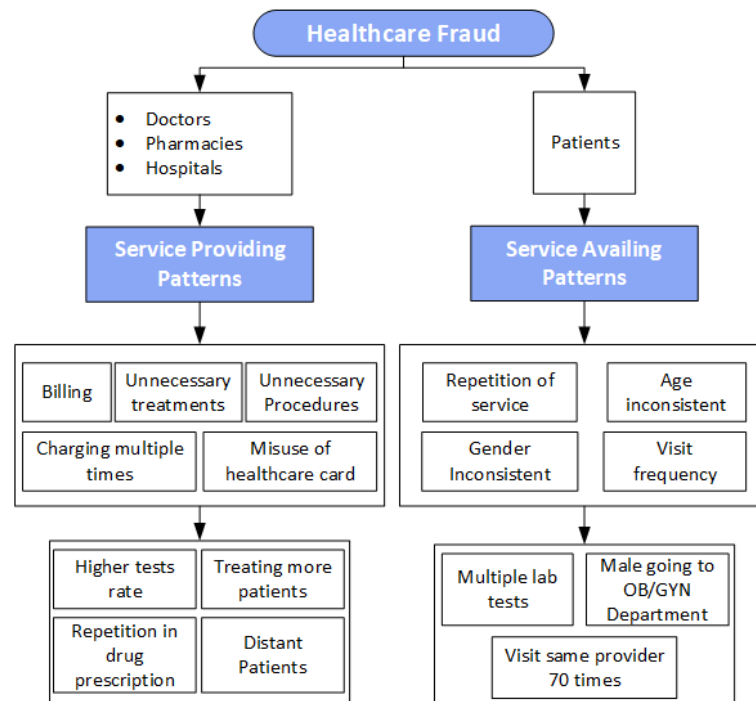 Healthcare Fraud
• Doctors
• Pharmacies
• Hospitals
Patients
Service Providing
Patterns
Service Availing
Patterns
Billing
Unnecessary
treatments
Unnecessary
Procedures
Charging multiple
times
Misuse of
healthcare card
Repetition of
service
Age
inconsistent
Gender
Inconsistent
Visit
frequency
Higher tests
rate
Treating more
patients
Repetition in
drug
prescription
Distant
Patients
Multiple lab
tests
Male going to
OB/GYN
Department
Visit same provider
70 times